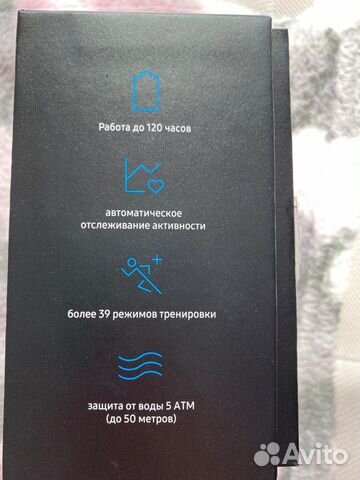 Работа до 120 часов
автоматическое
отслеживание активности
более 39 режимов тренировки
защита от воды 5 ATM
(до 50 метров)
Avito